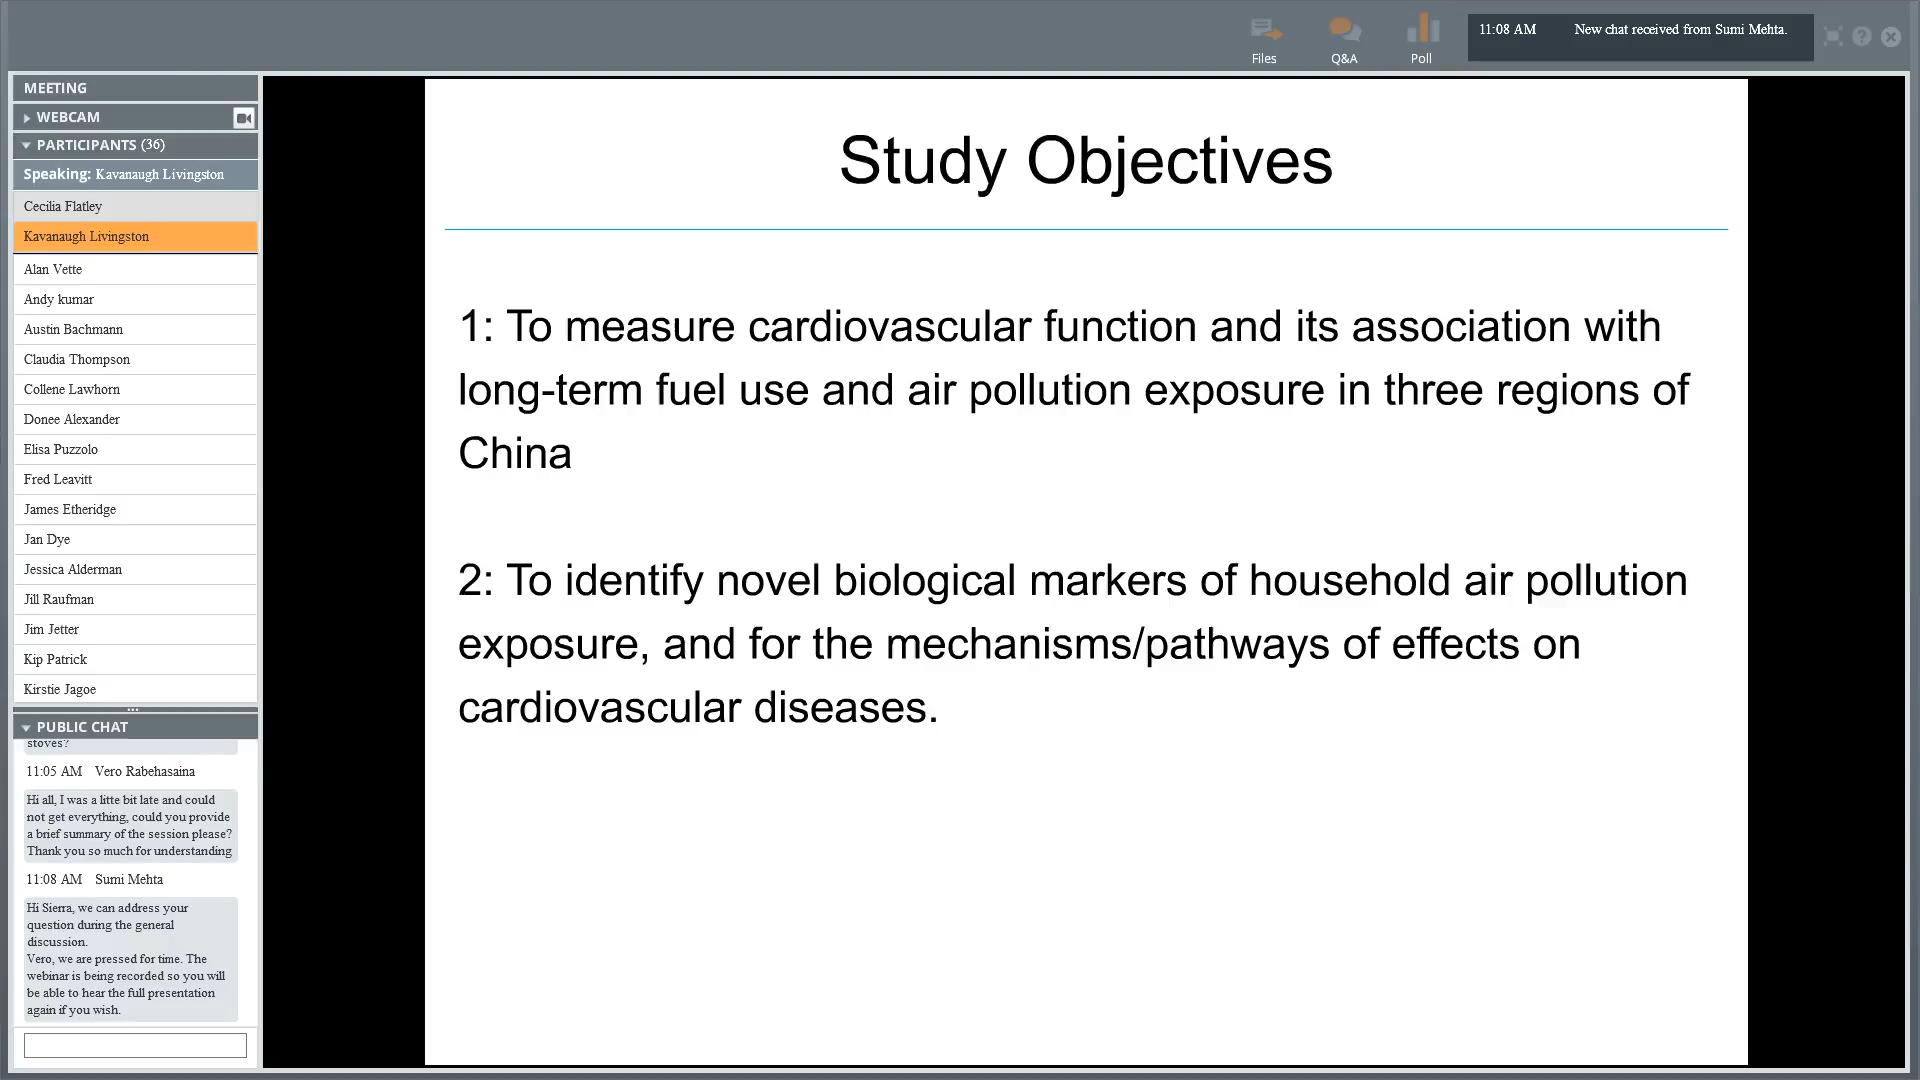 Files
Q&A
Poll
11:08 AM New chat received from Sumi Mehta.
MEETING
WEBCAM
PARTICIPANTS (36)
Speaking: Kavanaugh Livingston
Cecilia Flatley
Kavanaugh Livingston
Alan Vette
Andy kumar
Austin Bachmann
Claudia Thompson
Collene Lawhorn
Donee Alexander
Elisa Puzzolo
Fred Leavitt
James Etheridge
Jan Dye
Jessica Alderman
Jill Raufman
Jim Jetter
Kip Patrick
Kirstie Jagoe
PUBLIC CHAT
stoves?
11:05 AM Vero Rabehasaina
Hi all, I was a litte bit late and could
not get everything, could you provide
a brief summary of the session please?
Thank you so much for understanding
11:08 AM Sumi Mehta
Hi Sierra, we can address your
question during the general
discussion.
Vero, we are pressed for time. The
webinar is being recorded so you will
be able to hear the full presentation
again if you wish.
Study Objectives
1: To measure cardiovascular function and its association with
long-term fuel use and air pollution exposure in three regions of
China
2: To identify novel biological markers of household air pollution
exposure, and for the mechanisms/pathways of effects on
cardiovascular diseases.